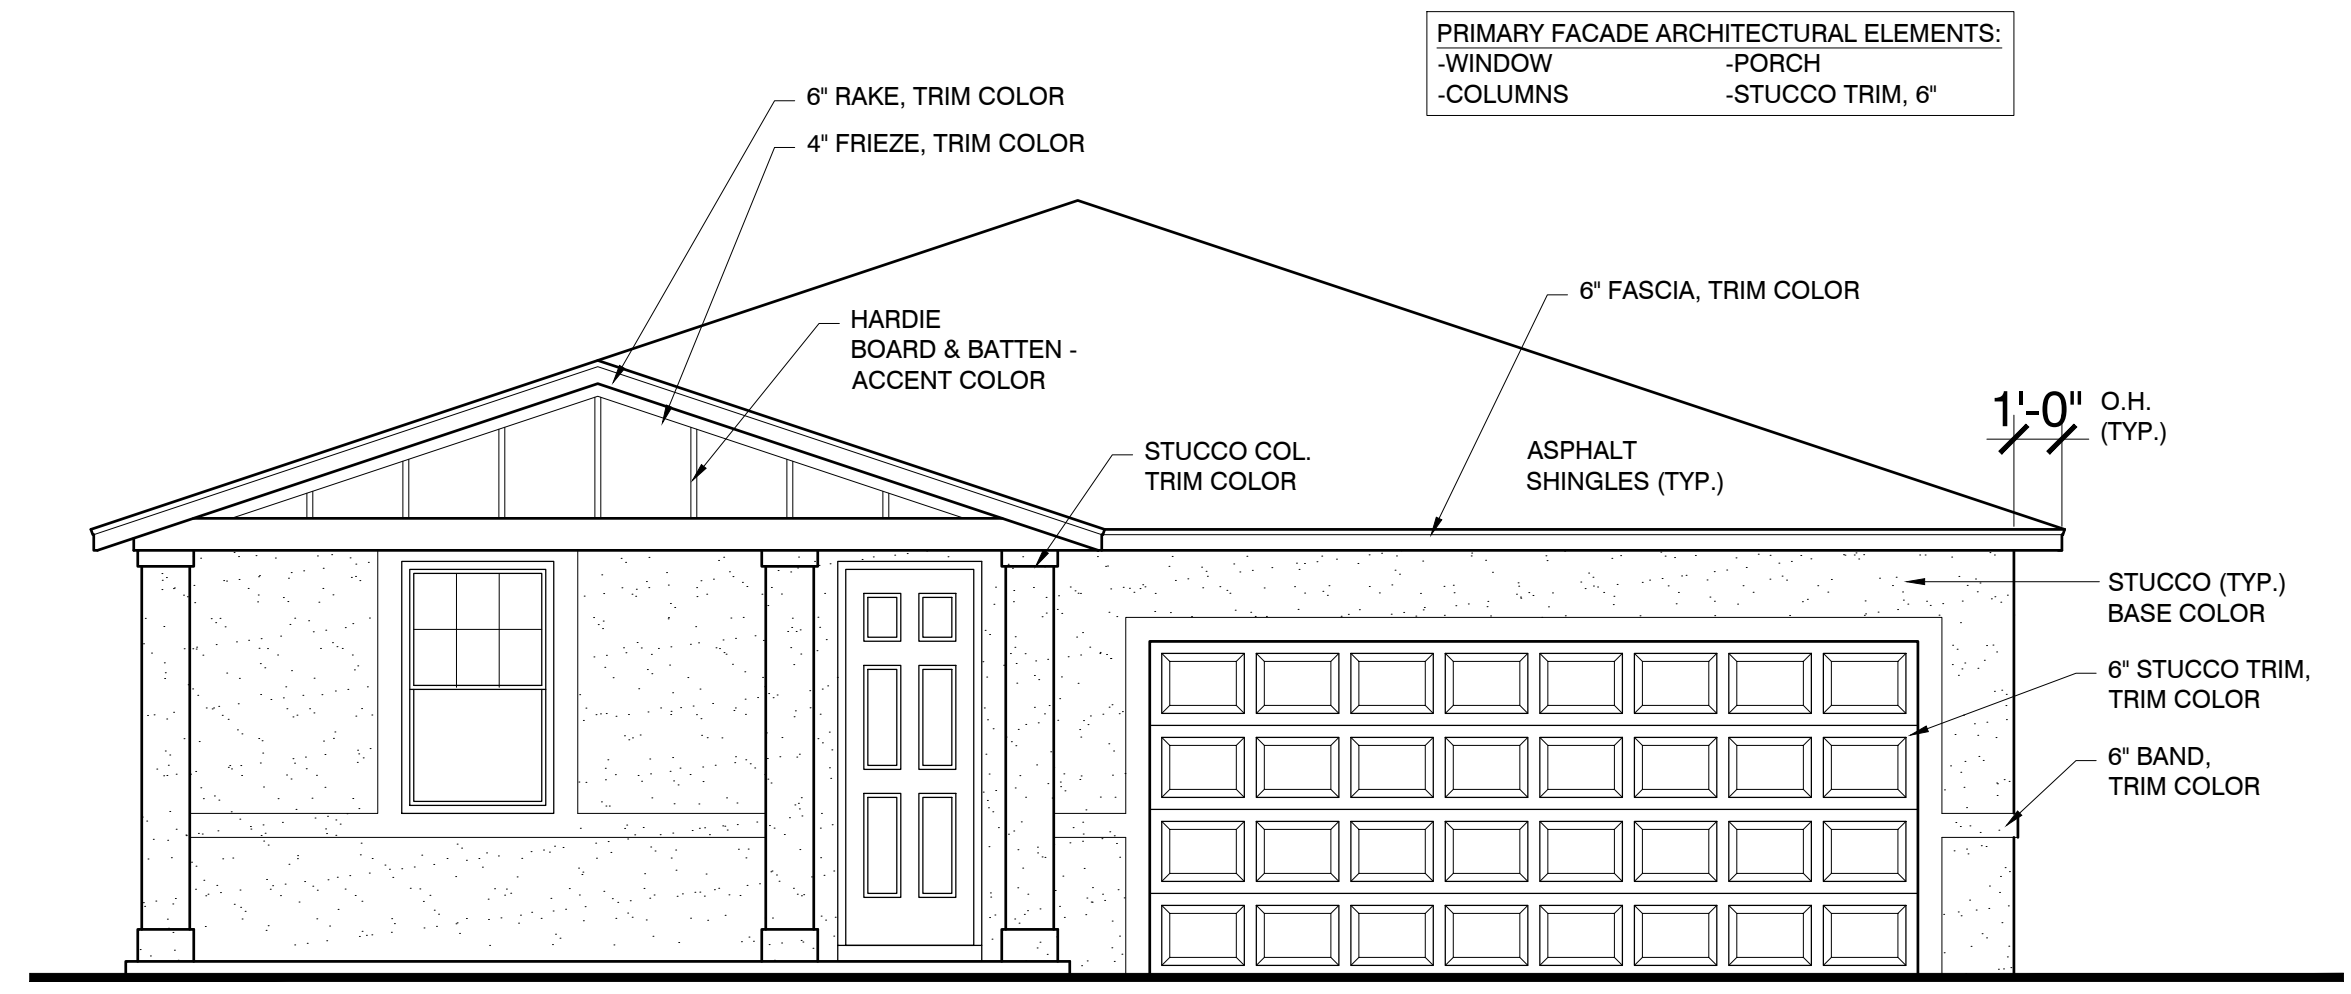 PRIMARY FACADE ARCHITECTURAL ELEMENTS:
-WINDOW -PORCH
-COLUMNS -STUCCO TRIM, 6"
6" RAKE, TRIM COLOR
4" FRIEZE, TRIM COLOR
6" FASCIA, TRIM COLOR
HARDIE
BOARD & BATTEN -
ACCENT COLOR
1'-0" O.H.
(TYP.)
STUCCO COL.
TRIM COLOR
ASPHALT
SHINGLES (TYP.)
STUCCO (TYP.)
BASE COLOR
6" STUCCO TRIM,
TRIM COLOR
6" BAND,
TRIM COLOR